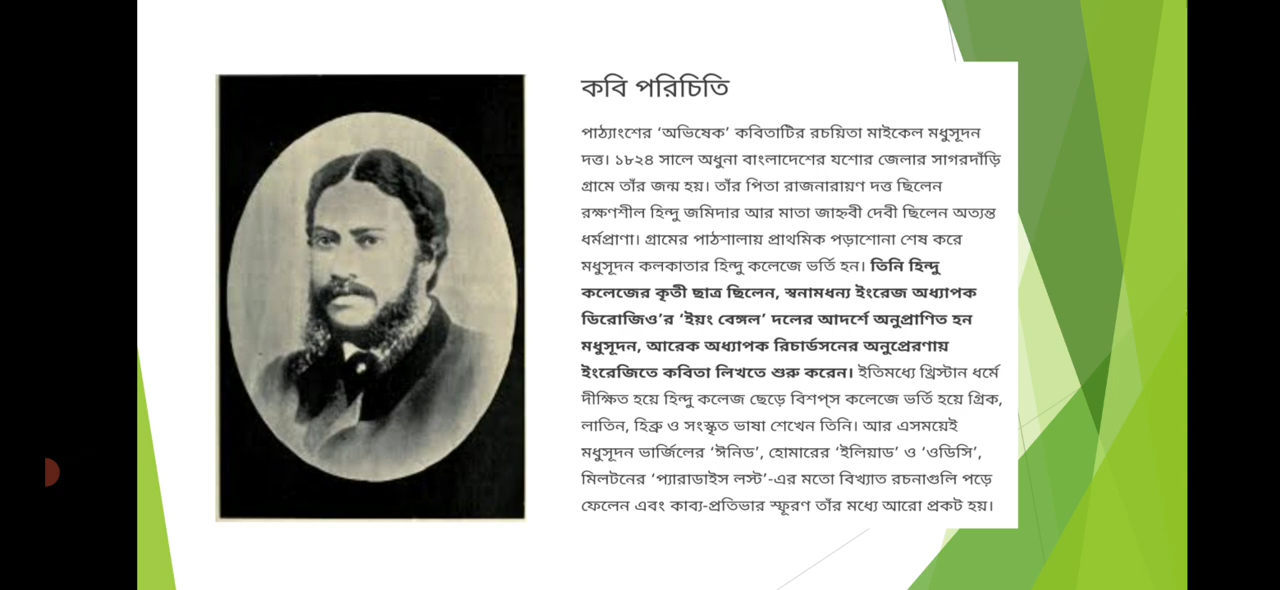 কবি পরিচিতি
পাঠ্যাংশের ‘অভিষেক’ কবিতাটির রচয়িতা মাইকেল মধুসূদন
দত্ত। ১৮২৪ সালে অধুনা বাংলাদেশের যশোর জেলার সাগরদাঁড়ি
গ্রামে তাঁর জন্ম হয়। তাঁর পিতা রাজনারায়ণ দত্ত ছিলেন
রক্ষণশীল হিন্দু জমিদার আর মাতা জাহ্নবী দেবী ছিলেন অত্যন্ত
ধর্মপ্রাণা। গ্রামের পাঠশালায় প্রাথমিক পড়াশোনা শেষ করে
মধুসূদন কলকাতার হিন্দু কলেজে ভর্তি হন। তিনি হিন্দু
কলেজের কৃতী ছাত্র ছিলেন, স্বনামধন্য ইংরেজ অধ্যাপক
ডিরোজিও’র ‘ইয়ং বেঙ্গল’ দলের আদর্শে অনুপ্রাণিত হন
মধুসূদন, আরেক অধ্যাপক রিচার্ডসনের অনুপ্রেরণায়
ইংরেজিতে কবিতা লিখতে শুরু করেন। ইতিমধ্যে খ্রিস্টান ধর্মে
দীক্ষিত হয়ে হিন্দু কলেজ ছেড়ে বিশপ্‌স কলেজে ভর্তি হয়ে গ্রিক,
লাতিন, হিব্রু ও সংস্কৃত ভাষা শেখেন তিনি। আর এসময়েই
মধুসূদন ভার্জিলের ‘ঈনিড’, হোমারের ‘ইলিয়াড’ ও ‘ওডিসি’,
মিলটনের ‘প্যারাডাইস লস্ট’-এর মতো বিখ্যাত রচনাগুলি পড়ে
ফেলেন এবং কাব্য-প্রতিভার স্ফূরণ তাঁর মধ্যে আরো প্রকট হয়।